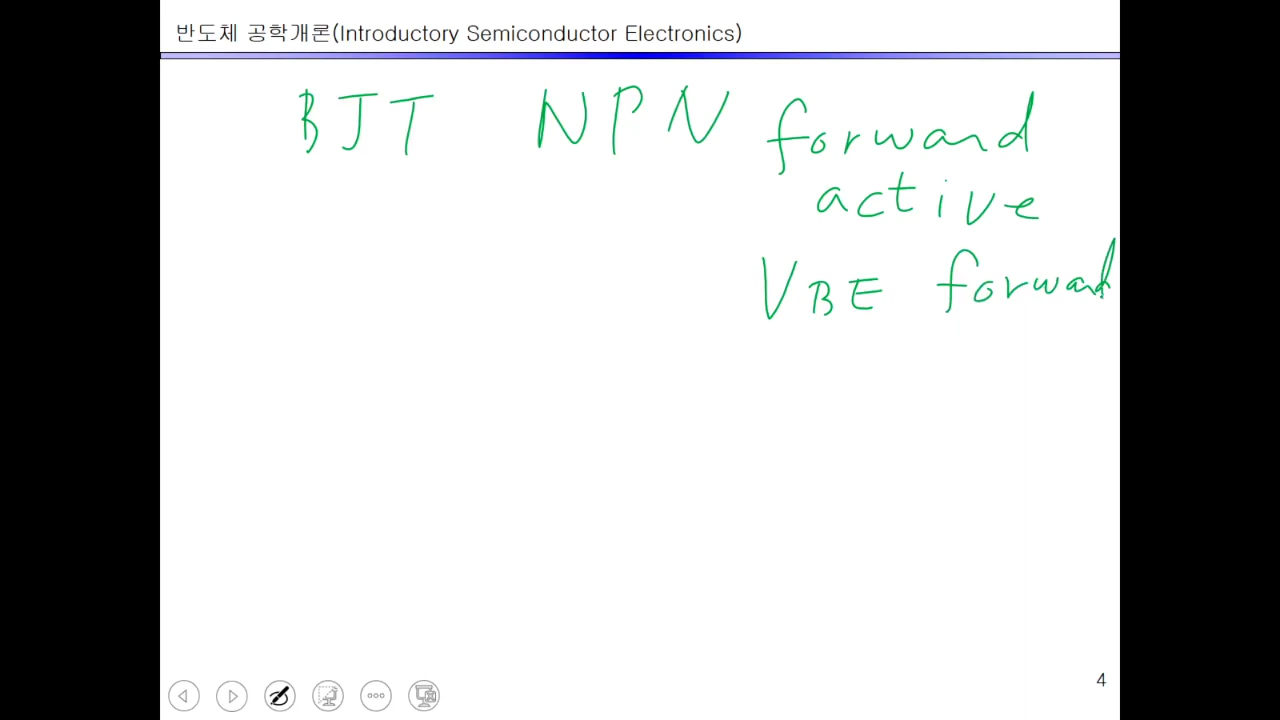 반도체 공학개론(Introductory Semiconductor Electronics)
BJT NPN forward
active
VBE forward
4